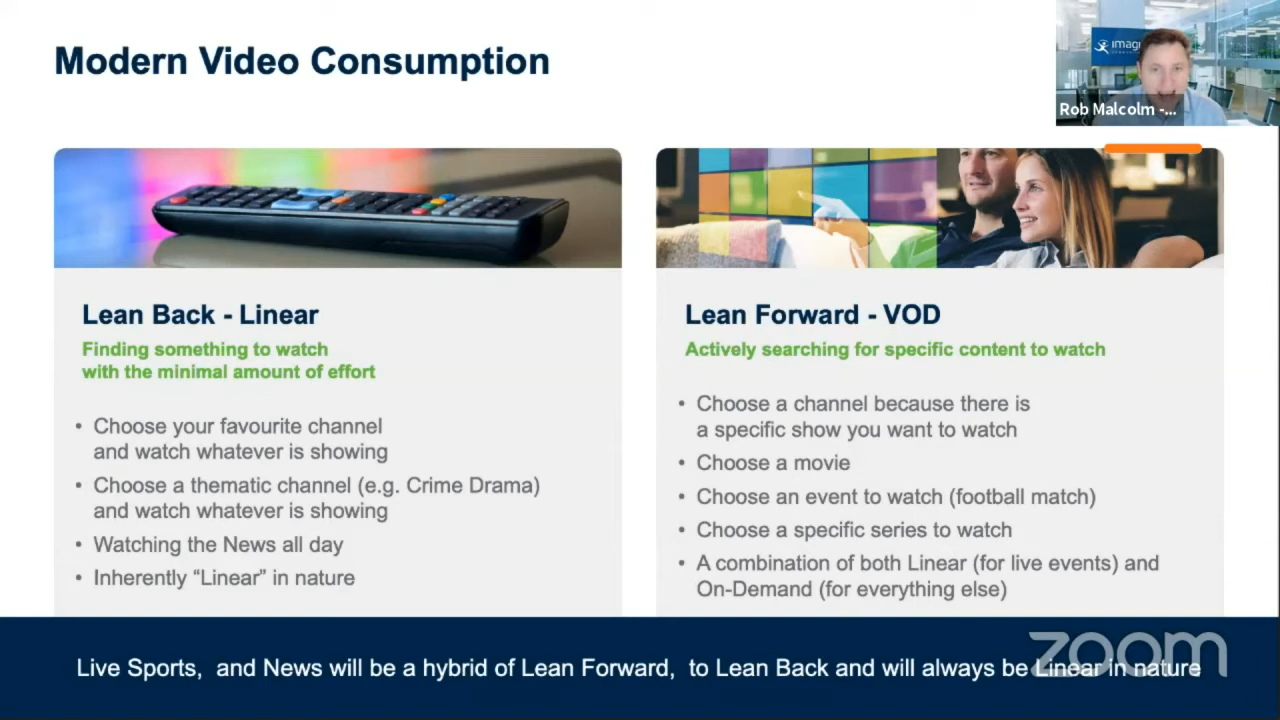 Modern Video Consumption
imagi
Rob Malcolm -...
Lean Back - Linear
Finding something to watch
with the minimal amount of effort
• Choose your favourite channel
and watch whatever is showing
• Choose a thematic channel (e.g. Crime Drama)
and watch whatever is showing
• Watching the News all day
• Inherently “Linear” in nature
Lean Forward - VOD
Actively searching for specific content to watch
• Choose a channel because there is
a specific show you want to watch
• Choose a movie
• Choose an event to watch (football match)
• Choose a specific series to watch
• A combination of both Linear (for live events) and
On-Demand (for everything else)
Live Sports,  and News will be a hybrid of Lean Forward,  to Lean Back and will always be Linear in nature
zoom